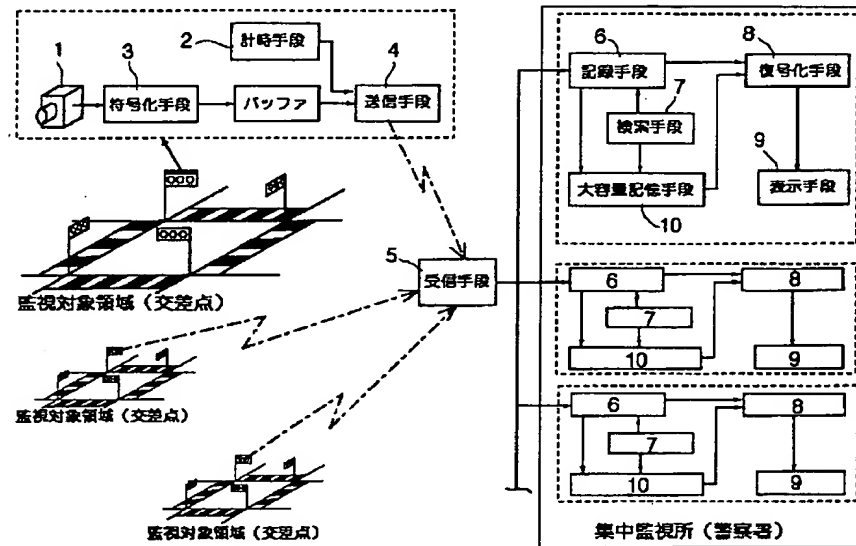 1
3
2
計時手段
4
符号化手段
バッファ
送信手段
監視対象領域（交差点）
5
受信手段
監視対象領域（交差点）
監視対象領域（交差点）
6
記録手段
7
検索手段
8
復号化手段
9
表示手段
大容量記憶手段
10
6
8
7
10
9
6
8
7
10
9
集中監視所（警察署）